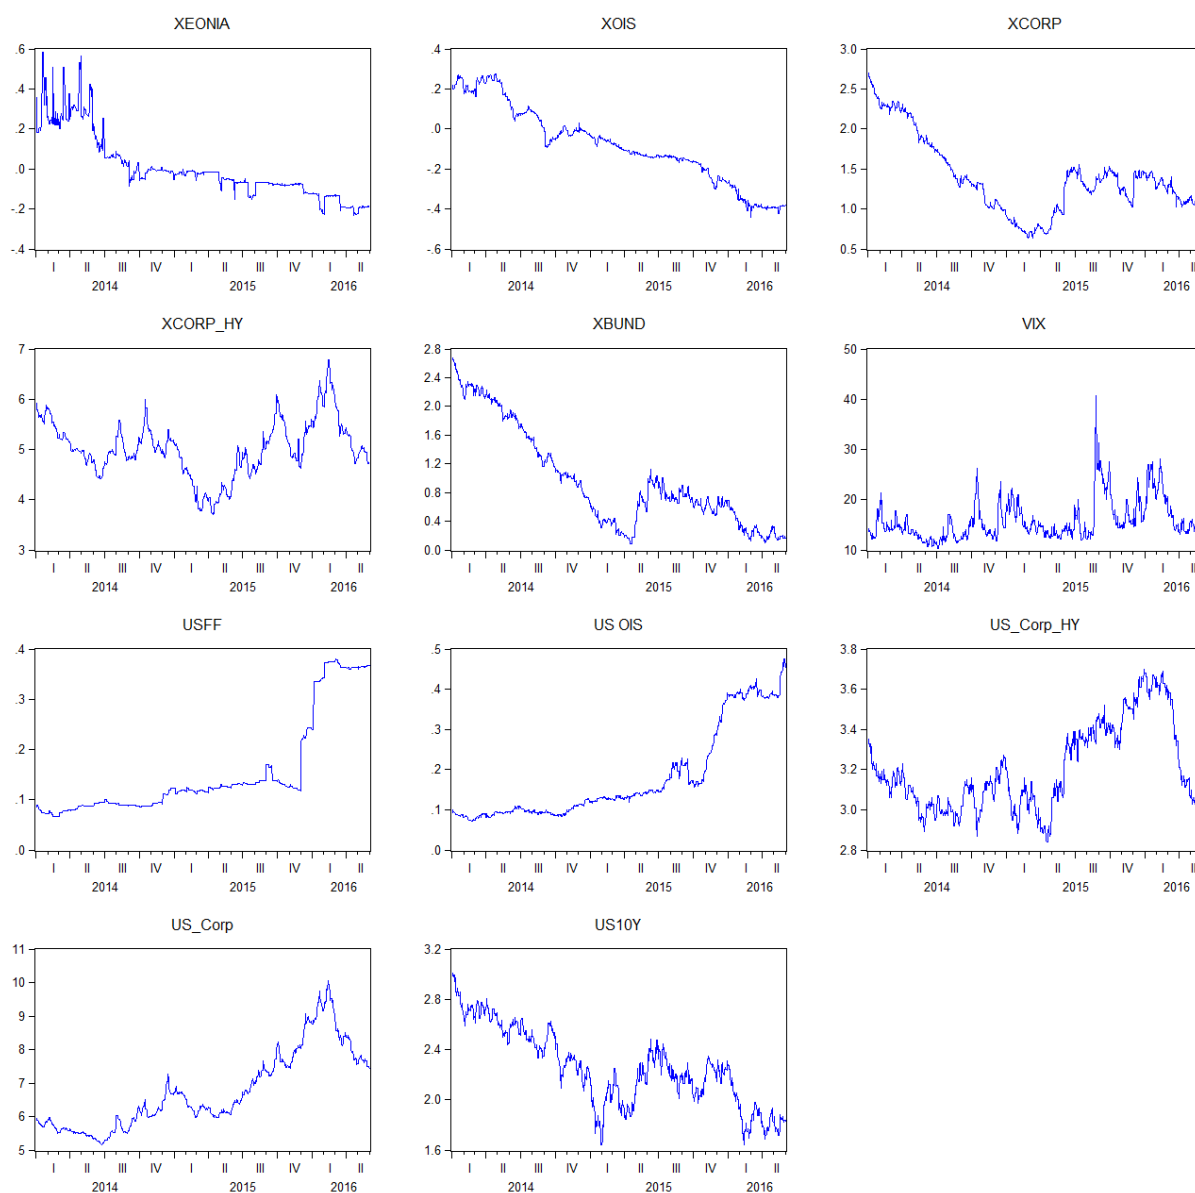 XEONIA XOIS XCORP
.6 .4 3.0
.4 .2 2.5
.2 .0 2.0
.0 -.2 1.5
-.2 -.4 1.0
-.4 -.6 0.5
I II III IV I II III IV I II I II III IV I II III IV I II I II III IV I II III IV I II
2014 2015 2016 2014 2015 2016 2014 2015 2016
XCORP_HY XBUND VIX
7 2.8 50
2.4
6 2.0 40
1.6
5 30
1.2
4 0.8 20
0.4
3 0.0 10
I II III IV I II III IV I II I II III IV I II III IV I II I II III IV I II III IV I II
2014 2015 2016 2014 2015 2016 2014 2015 2016
USFF US OIS US_Corp_HY
.4 .5 3.8
.4 3.6
.3
.3 3.4
.2
.2 3.2
.1
.1 3.0
.0 .0 2.8
I II III IV I II III IV I II I II III IV I II III IV I II I II III IV I II III IV I II
2014 2015 2016 2014 2015 2016 2014 2015 2016
US_Corp US10Y
11 3.2
10 2.8
9
8 2.4
7 2.0
6
5 1.6
I II III IV I II III IV I II I II III IV I II III IV I II
2014 2015 2016 2014 2015 2016